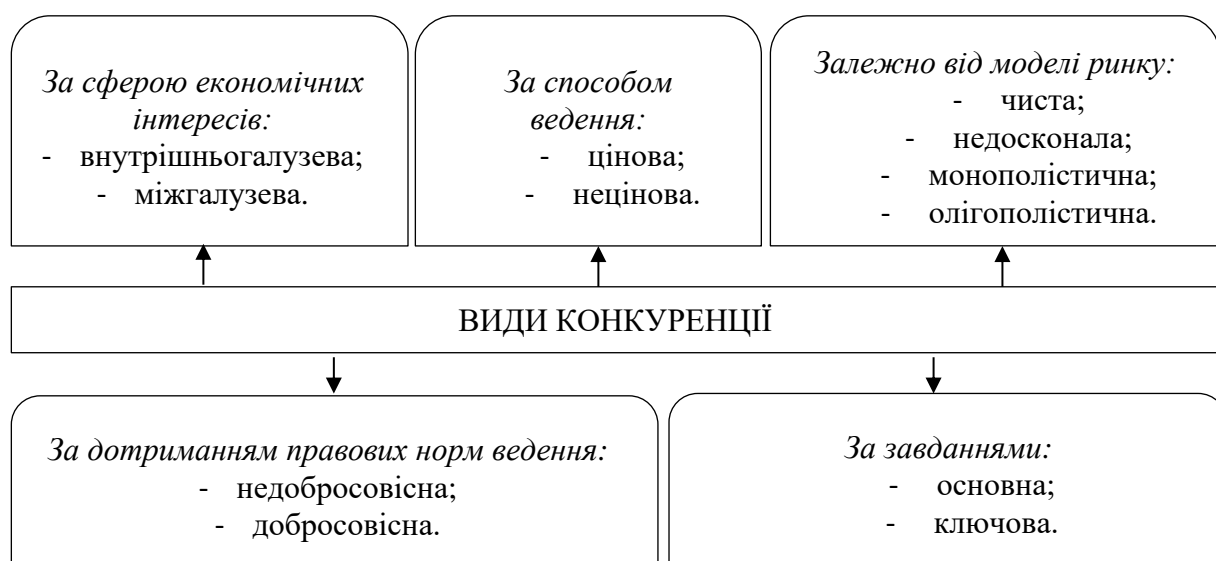 За сферою економічних
інтересів:
- внутрішньогалузева;
- міжгалузева.
За способом
ведення:
- цінова;
- нецінова.
Залежно від моделі ринку:
- чиста;
- недосконала;
- монополістична;
- олігополістична.
ВИДИ КОНКУРЕНЦІЇ
За дотриманням правових норм ведення:
- недобросовісна;
- добросовісна.
За завданнями:
- основна;
- ключова.